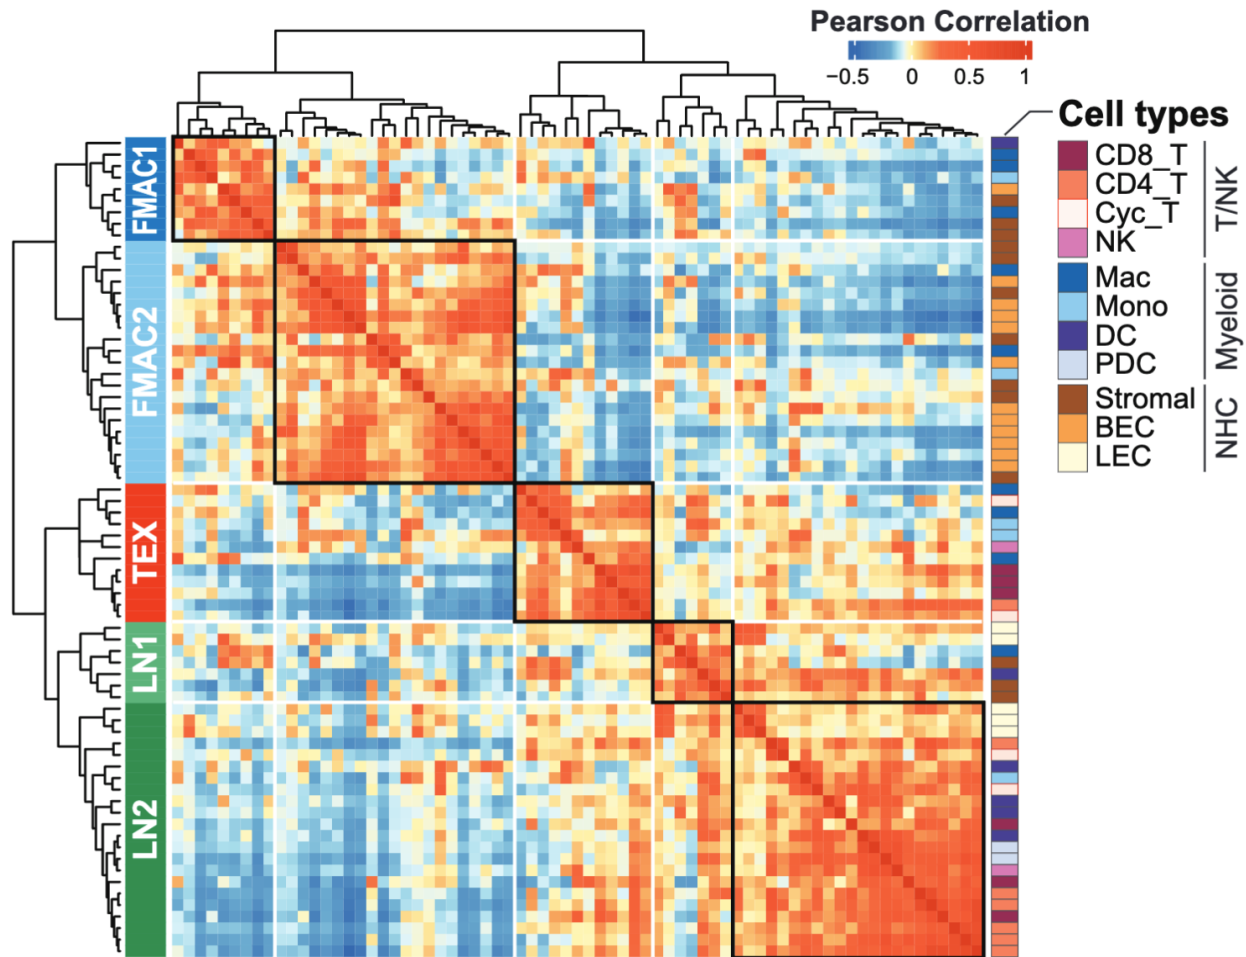 Pearson Correlation
−0.5 0 0.5 1
Cell types
CD8_T
CD4_T
Cyc_T
NK
T/NK
Mac
Mono
DC
PDC
Myeloid
Stromal
BEC
LEC
NHC
FMAC1
FMAC2
TEX
LN1
LN2